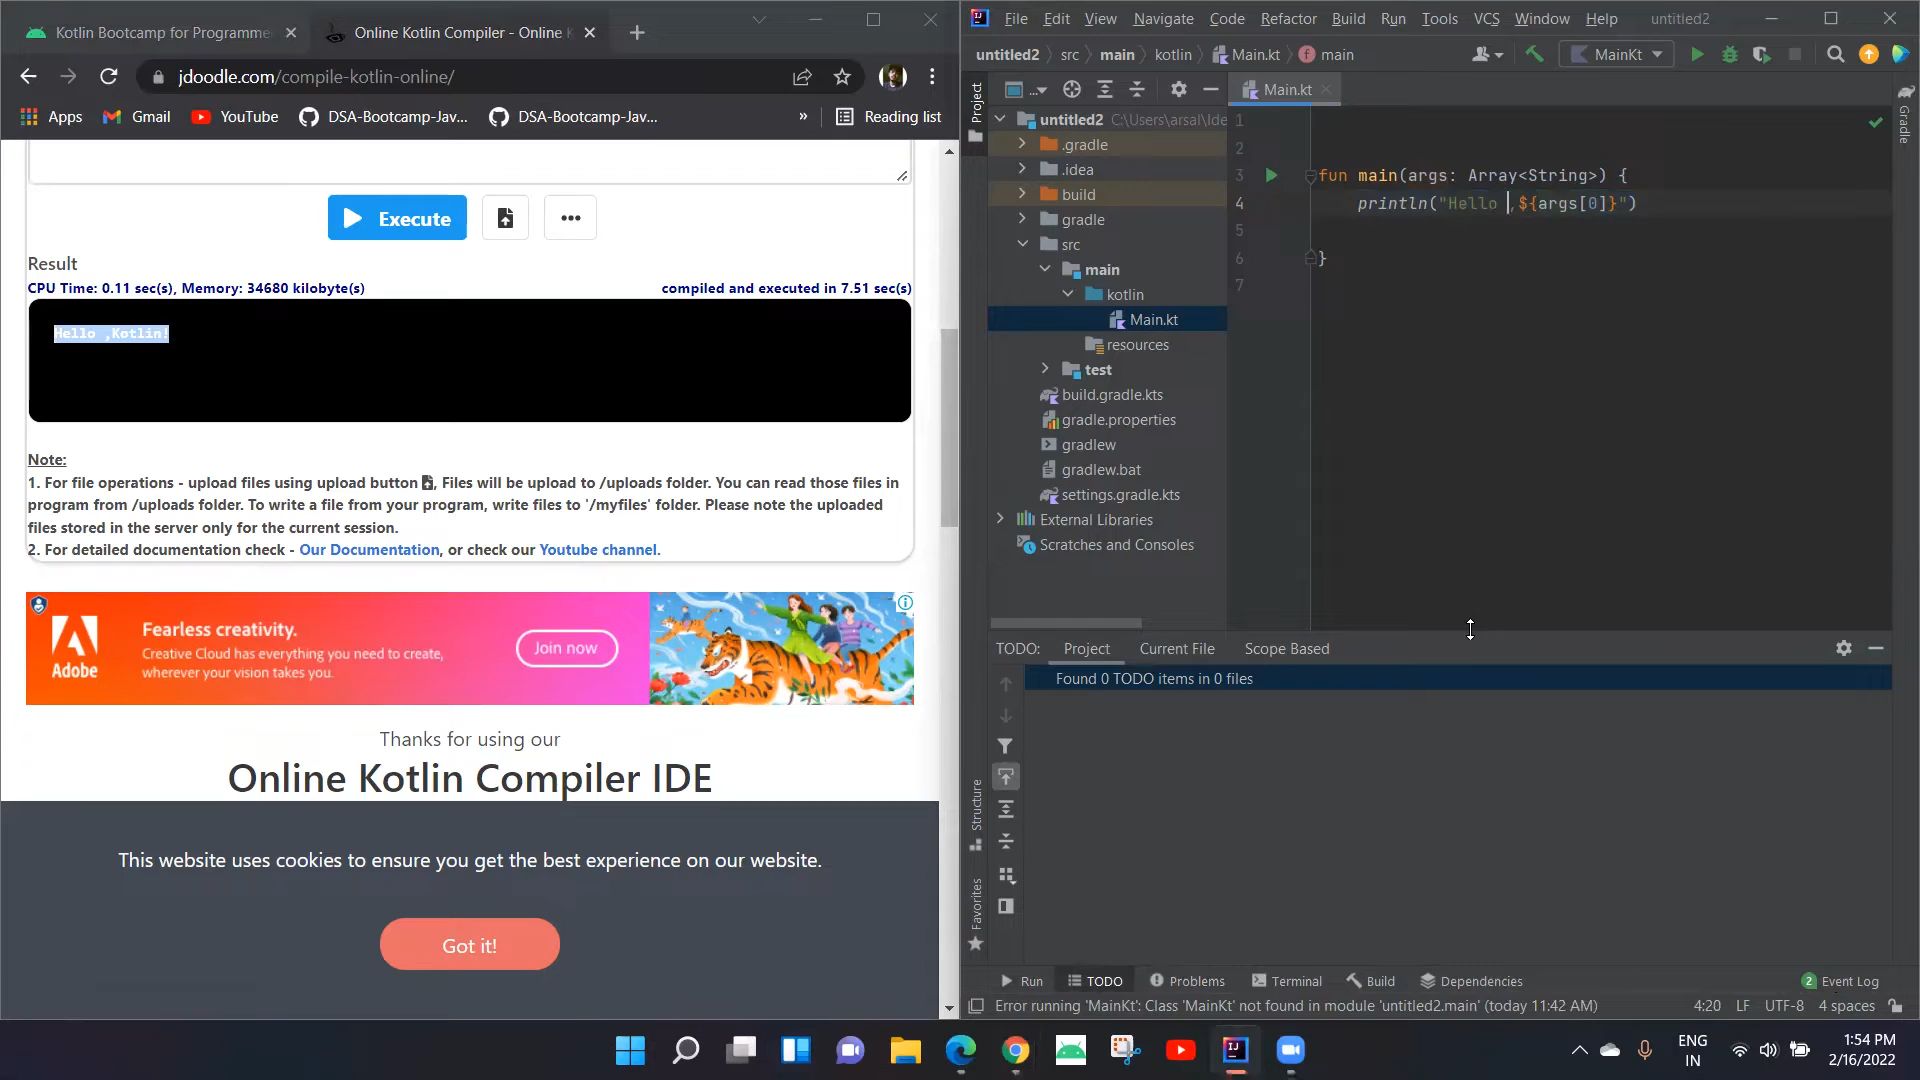 Kotlin Bootcamp for Programme
Online Kotlin Compiler - Online
jdoodle.com/compile-kotlin-online/
Apps
Gmail
YouTube
DSA-Bootcamp-Jav...
DSA-Bootcamp-Jav...
»
Reading list
Execute
Result
CPU Time: 0.11 sec(s), Memory: 34680 kilobyte(s)
compiled and executed in 7.51 sec(s)
Hello ,Kotlin!
Note:
1. For file operations - upload files using upload button , Files will be upload to /uploads folder. You can read those files in
program from /uploads folder. To write a file from your program, write files to '/myfiles' folder. Please note the uploaded
files stored in the server only for the current session.
2. For detailed documentation check - Our Documentation, or check our Youtube channel.
Adobe
Fearless creativity.
Creative Cloud has everything you need to create,
wherever your vision takes you.
Join now
Thanks for using our
Online Kotlin Compiler IDE
This website uses cookies to ensure you get the best experience on our website.
Got it!
File Edit View Navigate Code Refactor Build Run Tools VCS Window Help untitled2
untitled2 src main kotlin Main.kt main
MainKt
Project
...
Main.kt
Gradle
untitled2 C:\Users\arsal\Ide
.gradle
.idea
build
gradle
src
main
kotlin
Main.kt
resources
test
build.gradle.kts
gradle.properties
gradlew
gradlew.bat
settings.gradle.kts
External Libraries
Scratches and Consoles
1
2
3 fun main(args: Array<String>) {
4 println("Hello ,${args[0]}")
5
6 }
7
TODO: Project Current File Scope Based
Found 0 TODO items in 0 files
Structure
Favorites
Run TODO Problems Terminal Build Dependencies
2 Event Log
Error running 'MainKt': Class 'MainKt' not found in module 'untitled2.main' (today 11:42 AM)
4:20 LF UTF-8 4 spaces
ENG
IN
1:54 PM
2/16/2022